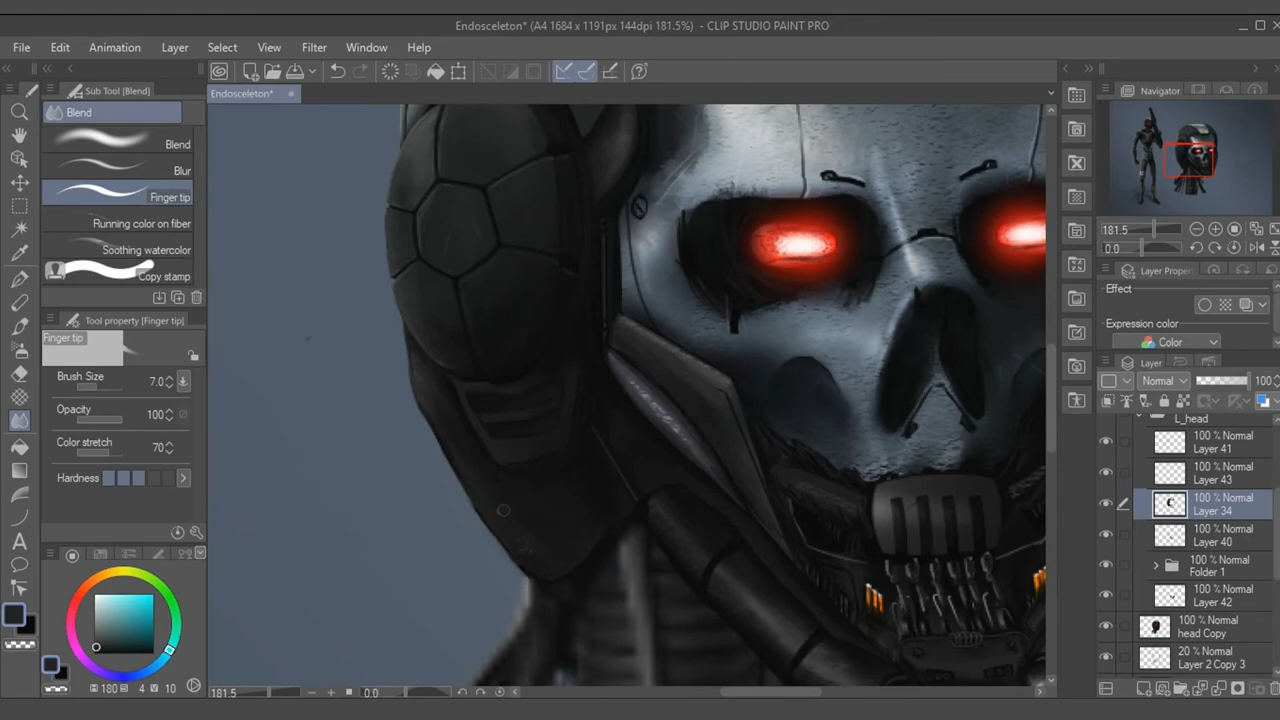 Endosceleton* (A4 1684 x 1191px 144dpi 181.5%) - CLIP STUDIO PAINT PRO
File Edit Animation Layer Select View Filter Window Help
Sub Tool [Blend]
Endosceleton*
Navigator
Blend
Blend
Blur
Finger tip
Running color on fiber
Soothing watercolor
Copy stamp
181.5
0.0
Layer Propert
Effect
Expression color
Color
Tool property [Finger tip]
Finger tip
Brush Size 7.0
Opacity 100
Color stretch 70
Hardness
Layer
Normal 100
L_head
100 % Normal
Layer 41
100 % Normal
Layer 43
100 % Normal
Layer 34
100 % Normal
Layer 40
100 % Normal
Folder 1
100 % Normal
Layer 42
100 % Normal
head Copy
20 % Normal
Layer 2 Copy 3
180 4 10
181.5 0.0